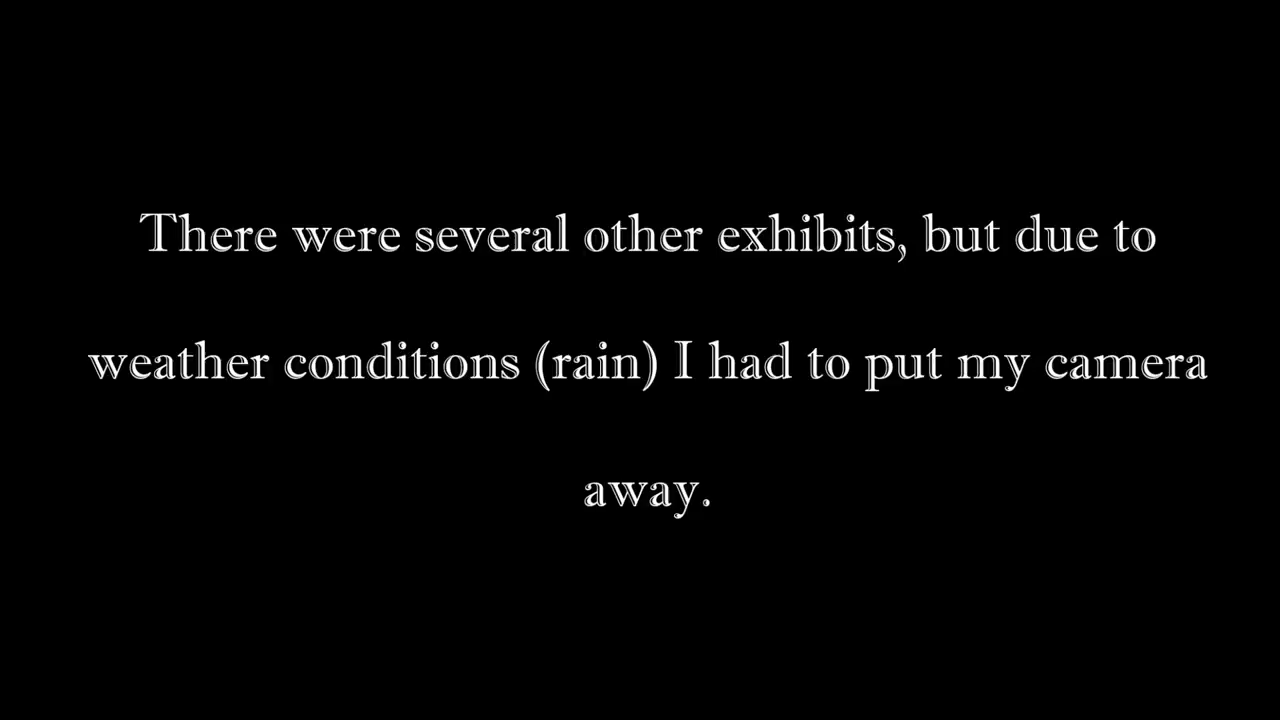 There were several other exhibits, but due to
weather conditions (rain) I had to put my camera
away.